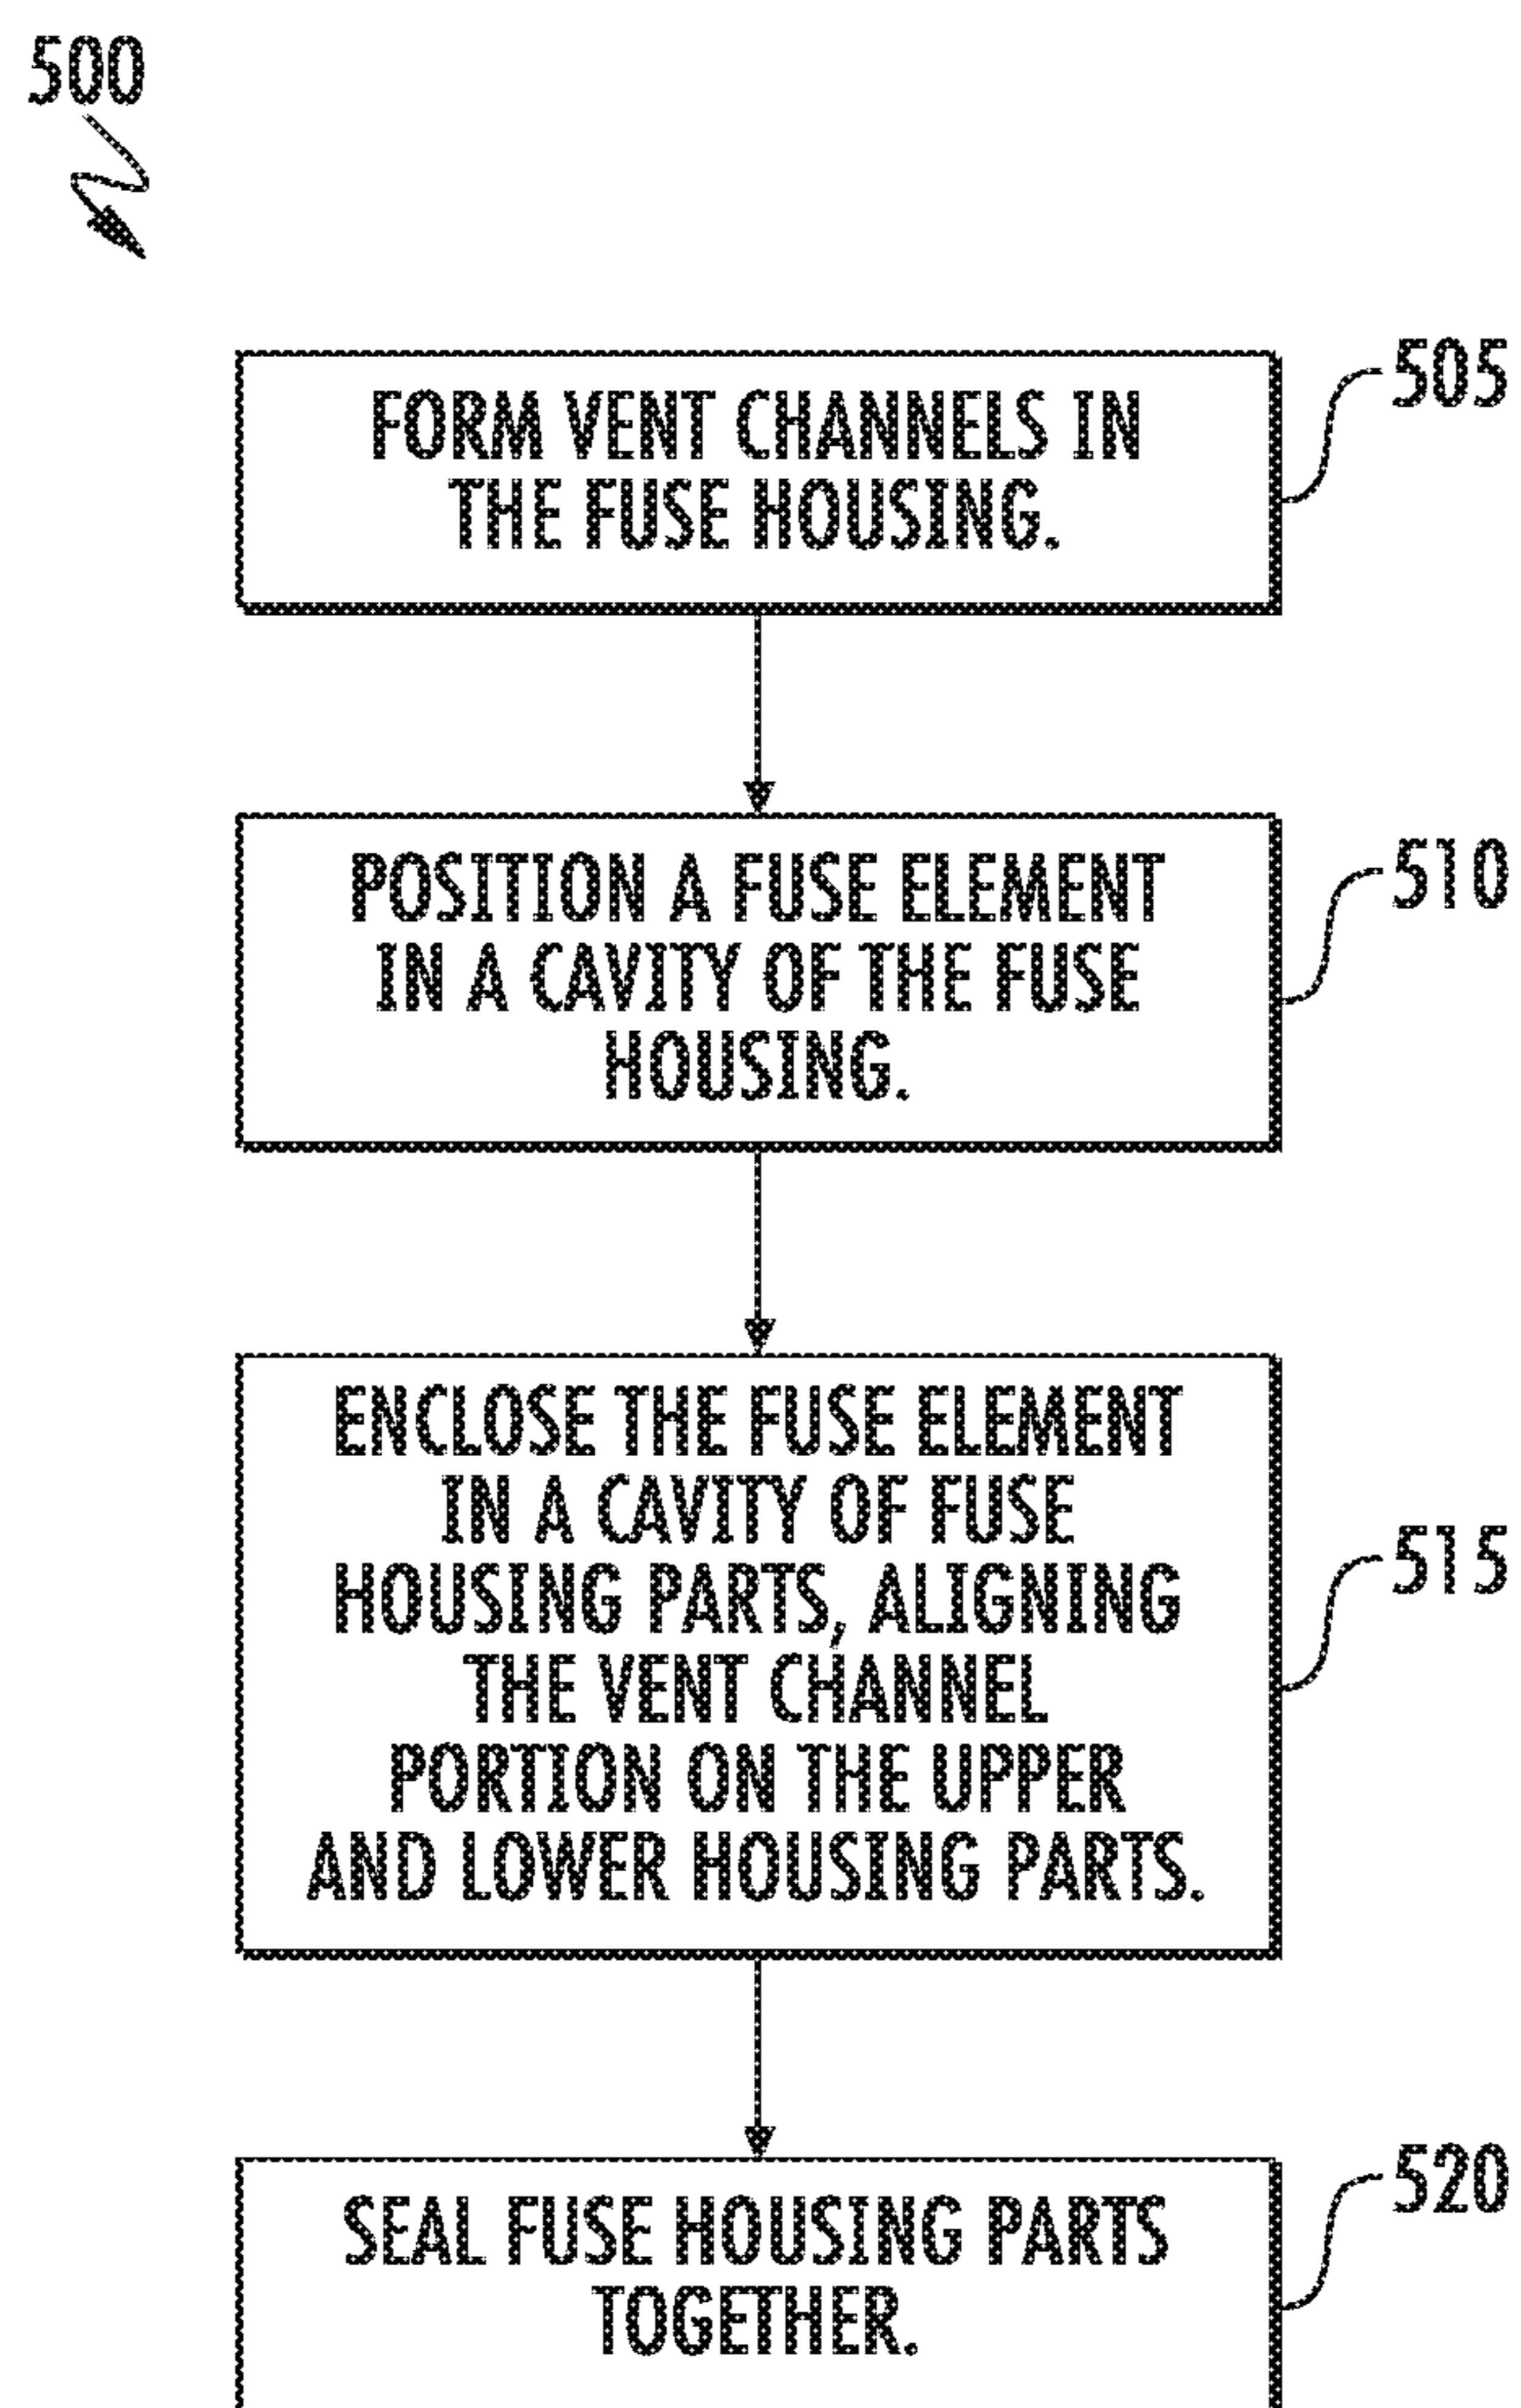 500
FORM VENT CHANNELS IN
THE FUSE HOUSING.
505
POSITION A FUSE ELEMENT
IN A CAVITY OF THE FUSE
HOUSING.
510
ENCLOSE THE FUSE ELEMENT
IN A CAVITY OF FUSE
HOUSING PARTS, ALIGNING
THE VENT CHANNEL
PORTION ON THE UPPER
AND LOWER HOUSING PARTS.
515
SEAL FUSE HOUSING PARTS
TOGETHER.
520